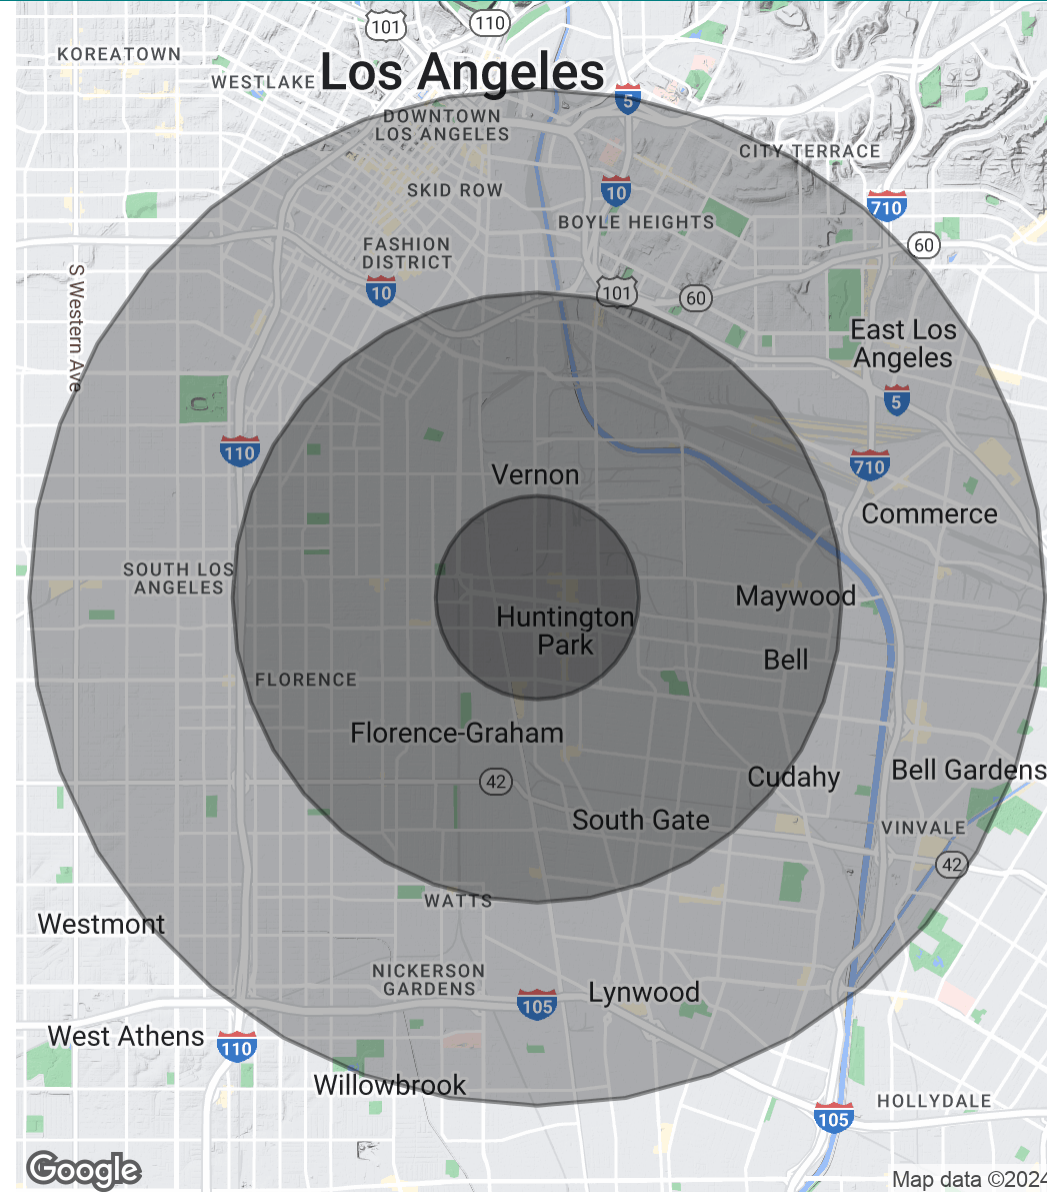 101
110
KOREATOWN
WESTLAKE
Los Angeles
5
DOWNTOWN
LOS ANGELES
CITY TERRACE
SKID ROW
10
710
BOYLE HEIGHTS
FASHION
DISTRICT
60
S Western Ave
10
101
60
East Los
Angeles
5
110
710
Vernon
Commerce
SOUTH LOS
ANGELES
Maywood
Huntington
Park
Bell
FLORENCE
Florence-Graham
42
Cudahy
Bell Gardens
South Gate
VINVALE
42
WATTS
Westmont
NICKERSON
GARDENS
Lynwood
105
West Athens
110
Willowbrook
HOLLYDALE
105
Google
Map data ©2024